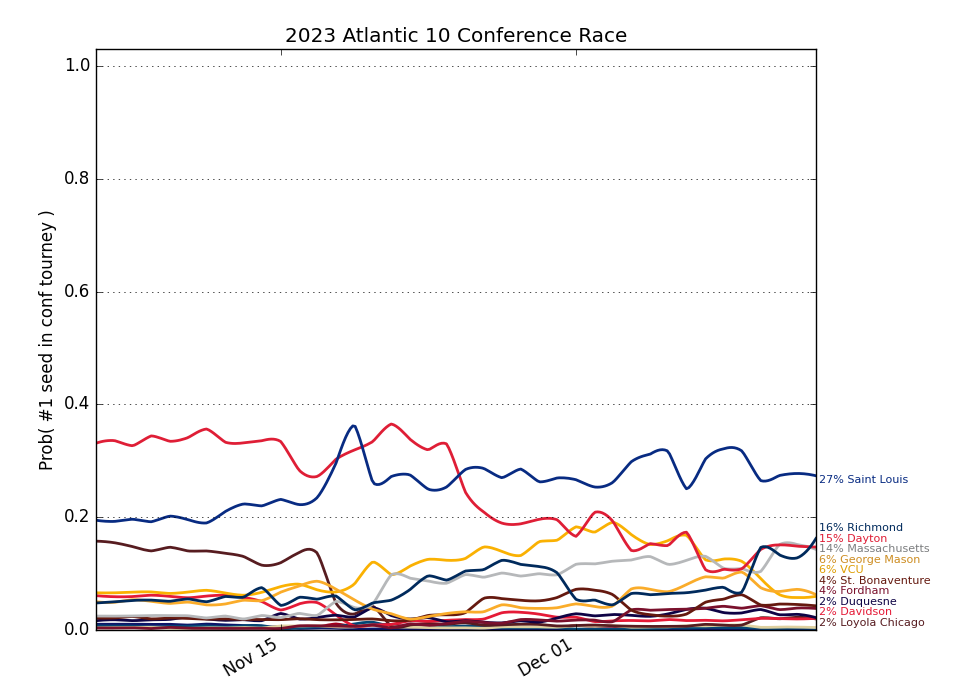 2023 Atlantic 10 Conference Race
Prob( #1 seed in conf tourney )
1.0
0.8
0.6
0.4
0.2
0.0
Nov 15
Dec 01
27% Saint Louis
16% Richmond
15% Dayton
14% Massachusetts
6% George Mason
6% VCU
4% St. Bonaventure
4% Fordham
2% Duquesne
2% Davidson
2% Loyola Chicago